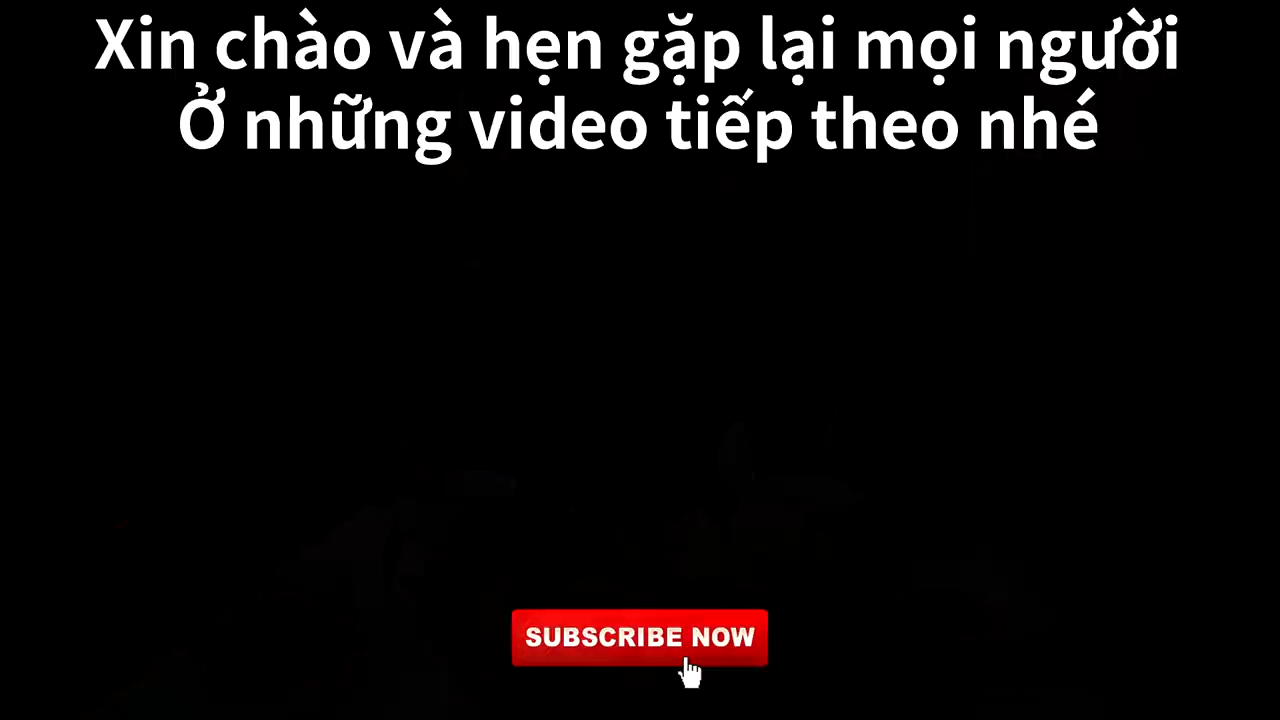 Xin chào và hẹn gặp lại mọi người
Ở những video tiếp theo nhé
SUBSCRIBE NOW